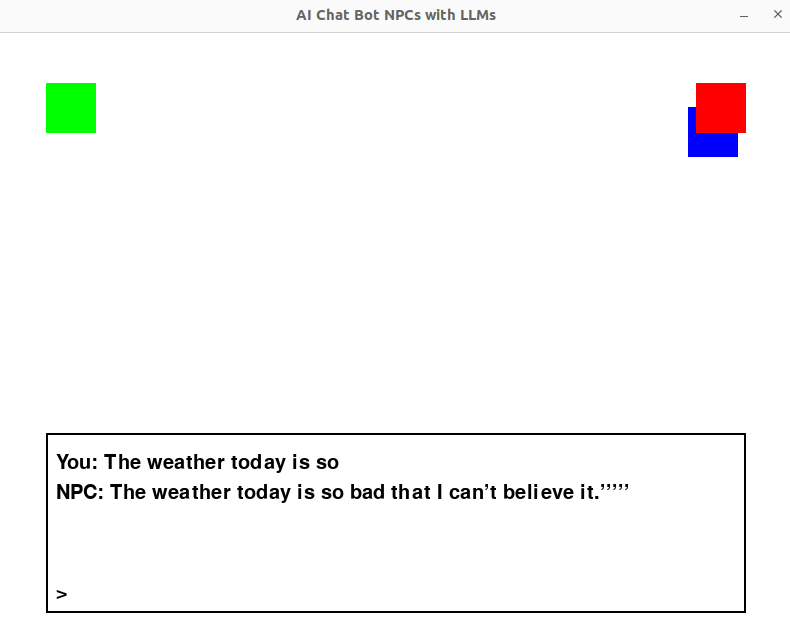 AI Chat Bot NPCs with LLMs
You: The weather today is so
NPC: The weather today is so bad that I can’t believe it.’’’’’
>